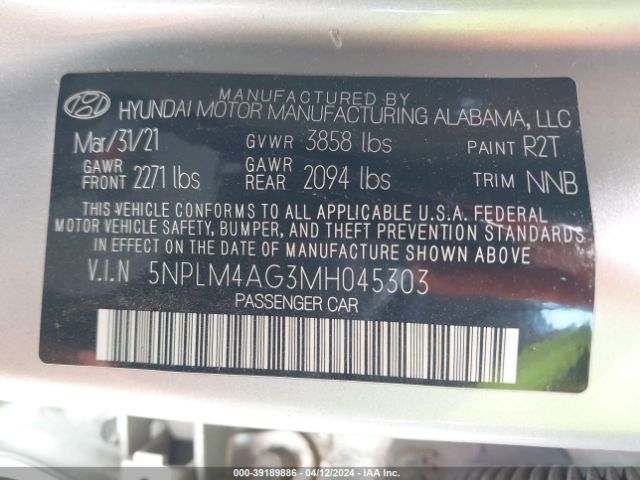 MANUFACTURED BY
HYUNDAI MOTOR MANUFACTURING ALABAMA, LLC
Mar/31/21 GVWR 3858 lbs PAINT R2T
GAWR FRONT 2271 lbs GAWR REAR 2094 lbs TRIM NNB
THIS VEHICLE CONFORMS TO ALL APPLICABLE U.S.A. FEDERAL
MOTOR VEHICLE SAFETY, BUMPER, AND THEFT PREVENTION STANDARDS
IN EFFECT ON THE DATE OF MANUFACTURE SHOWN ABOVE
V.I.N 5NPLM4AG3MH045303
PASSENGER CAR
000-39189886 - 04/12/2024 - IAA Inc.